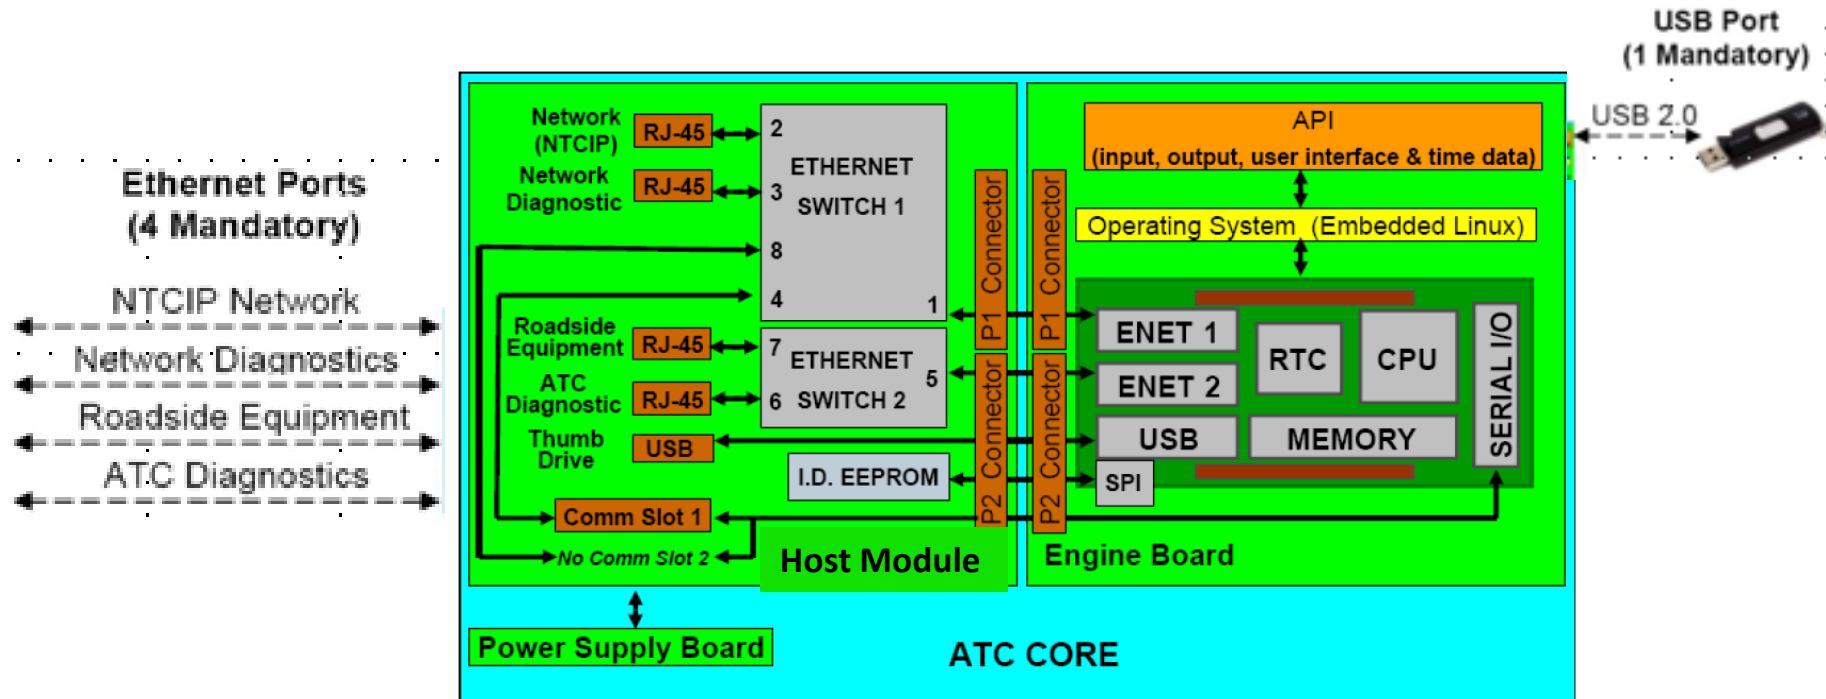 USB Port
(1 Mandatory)
USB 2.0
Ethernet Ports
(4 Mandatory)
NTCIP Network
Network Diagnostics
Roadside Equipment
ATC Diagnostics
Network
(NTCIP)
RJ-45
2
Network
Diagnostic
RJ-45
3
ETHERNET
SWITCH 1
8
4
1
Roadside
Equipment
RJ-45
7
ATC
Diagnostic
RJ-45
6
ETHERNET
SWITCH 2
5
Thumb
Drive
USB
I.D. EEPROM
Comm Slot 1
No Comm Slot 2
Host Module
P1 Connector
P2 Connector
P1 Connector
P2 Connector
API
(input, output, user interface & time data)
Operating System (Embedded Linux)
ENET 1
ENET 2
USB
SPI
RTC
CPU
MEMORY
SERIAL I/O
Engine Board
Power Supply Board
ATC CORE